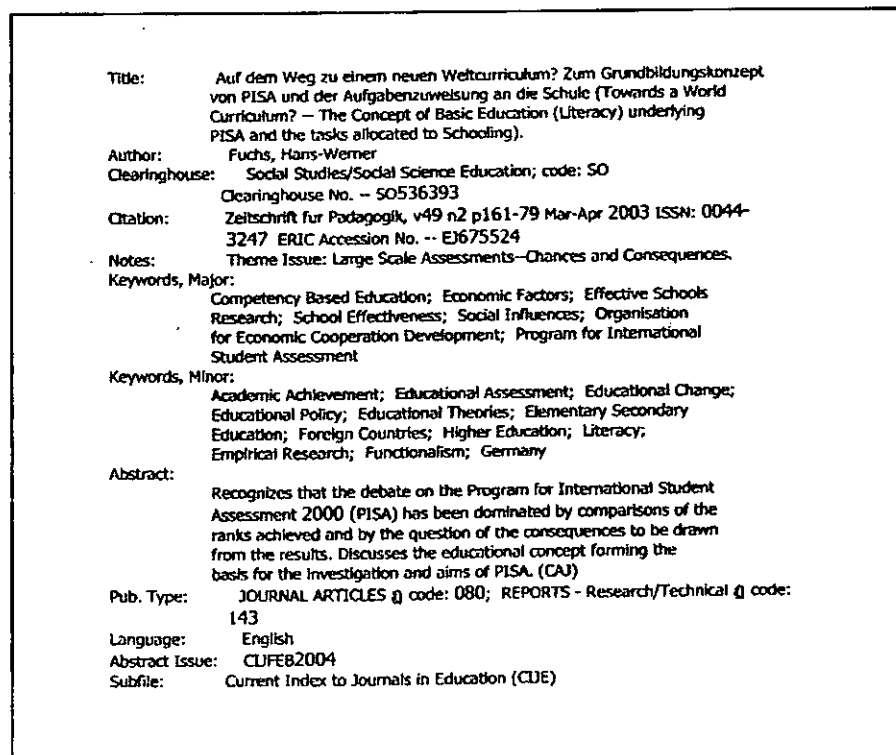 Title: Auf dem Weg zu einem neuen Weltcurriculum? Zum Grundbildungskonzept
von PISA und der Aufgabenzuweisung an die Schule (Towards a World
Curriculum? — The Concept of Basic Education (Literacy) underlying
PISA and the tasks allocated to Schooling).
Author: Fuchs, Hans-Werner
Clearinghouse: Social Studies/Social Science Education; code: SO
Clearinghouse No. -- SO536393
Citation: Zeitschrift fur Padagogik, v49 n2 p161-79 Mar-Apr 2003 ISSN: 0044-
3247 ERIC Accession No. -- EJ675524
Notes: Theme Issue: Large Scale Assessments--Chances and Consequences.
Keywords, Major:
Competency Based Education; Economic Factors; Effective Schools
Research; School Effectiveness; Social Influences; Organisation
for Economic Cooperation Development; Program for International
Student Assessment
Keywords, Minor:
Academic Achievement; Educational Assessment; Educational Change;
Educational Policy; Educational Theories; Elementary Secondary
Education; Foreign Countries; Higher Education; Literacy;
Empirical Research; Functionalism; Germany
Abstract:
Recognizes that the debate on the Program for International Student
Assessment 2000 (PISA) has been dominated by comparisons of the
ranks achieved and by the question of the consequences to be drawn
from the results. Discusses the educational concept forming the
basis for the investigation and aims of PISA. (CAJ)
Pub. Type: JOURNAL ARTICLES code: 080; REPORTS - Research/Technical code:
143
Language: English
Abstract Issue: CIJFEB2004
Subfile: Current Index to Journals in Education (CIJE)